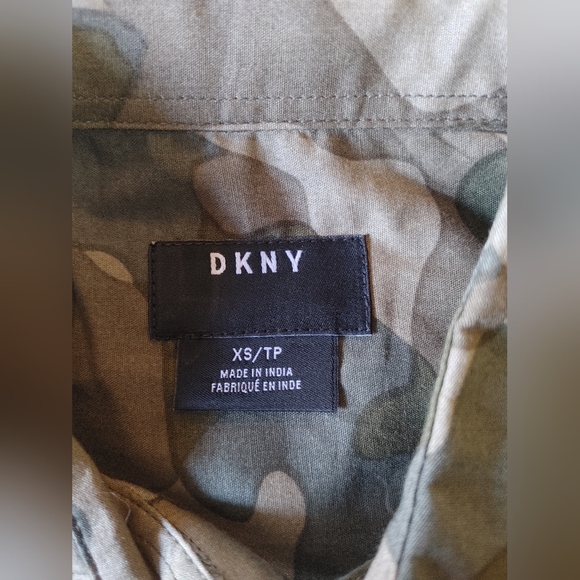 DKNY
XS/TP
MADE IN INDIA
FABRIQUÉ EN INDE